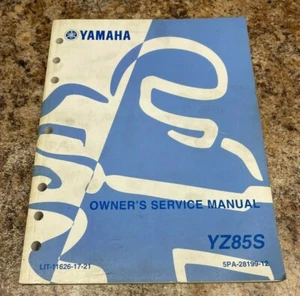 YAMAHA
OWNER'S SERVICE MANUAL
YZ85S
LIT-11626-17-21
5PA-28199-12